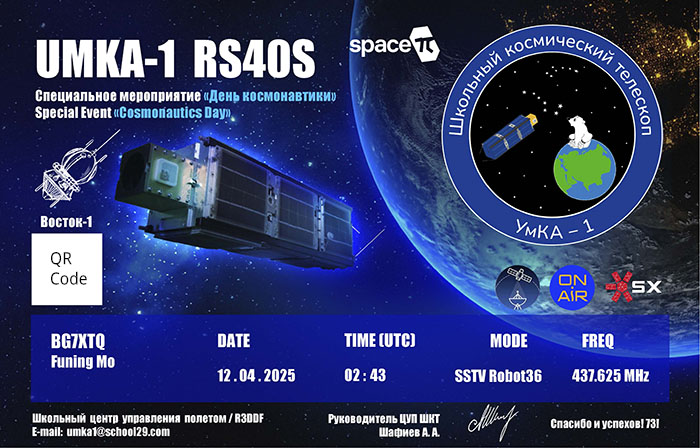 UMKA-1 RS40S
Специальное мероприятие «День космонавтики»
Special Event «Cosmonautics Day»
spaceπ
Школьный космический телескоп
УмКА – 1
Восток-1
QR
Code
ON
AiR
SX
BG7XTQ
Funing Mo
DATE
12 . 04 . 2025
TIME (UTC)
02 : 43
MODE
SSTV Robot36
FREQ
437.625 MHz
Школьный центр управления полетом / R3DDF
E-mail: umka1@school29.com
Руководитель ЦУП ШКТ
Шафиев А. А.
Спасибо и успехов! 73!